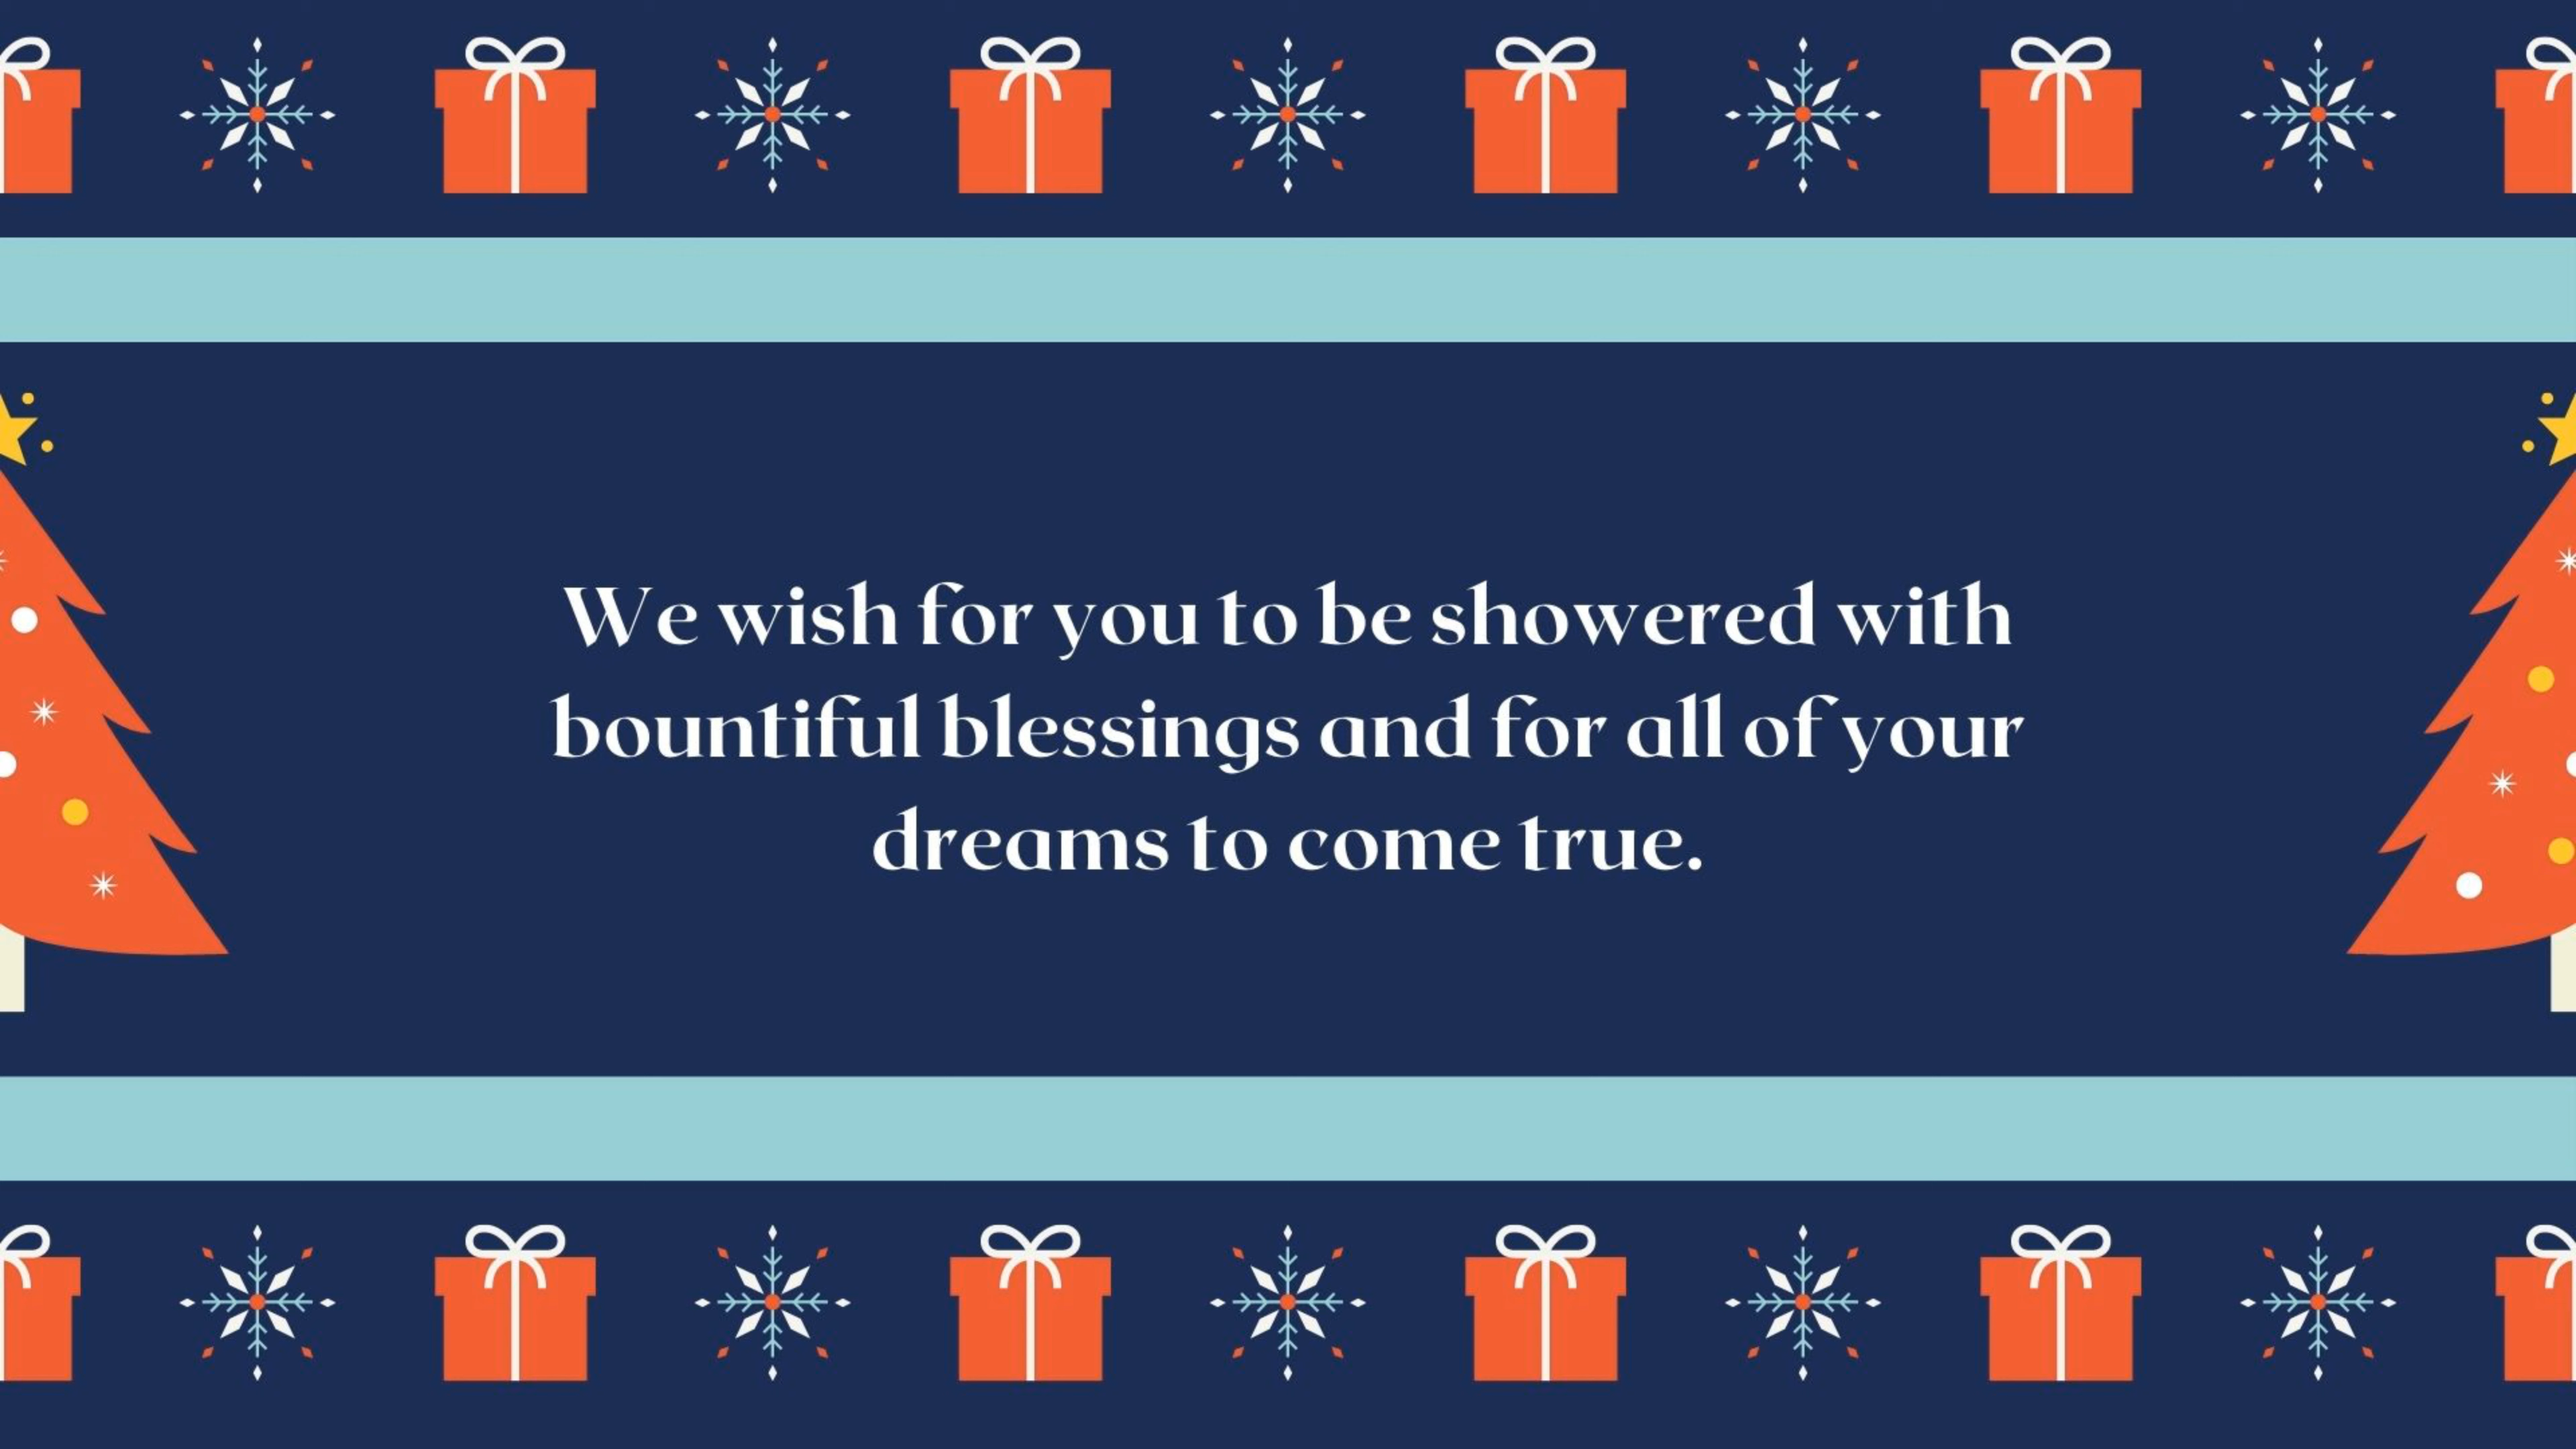 We wish for you to be showered with
bountiful blessings and for all of your
dreams to come true.